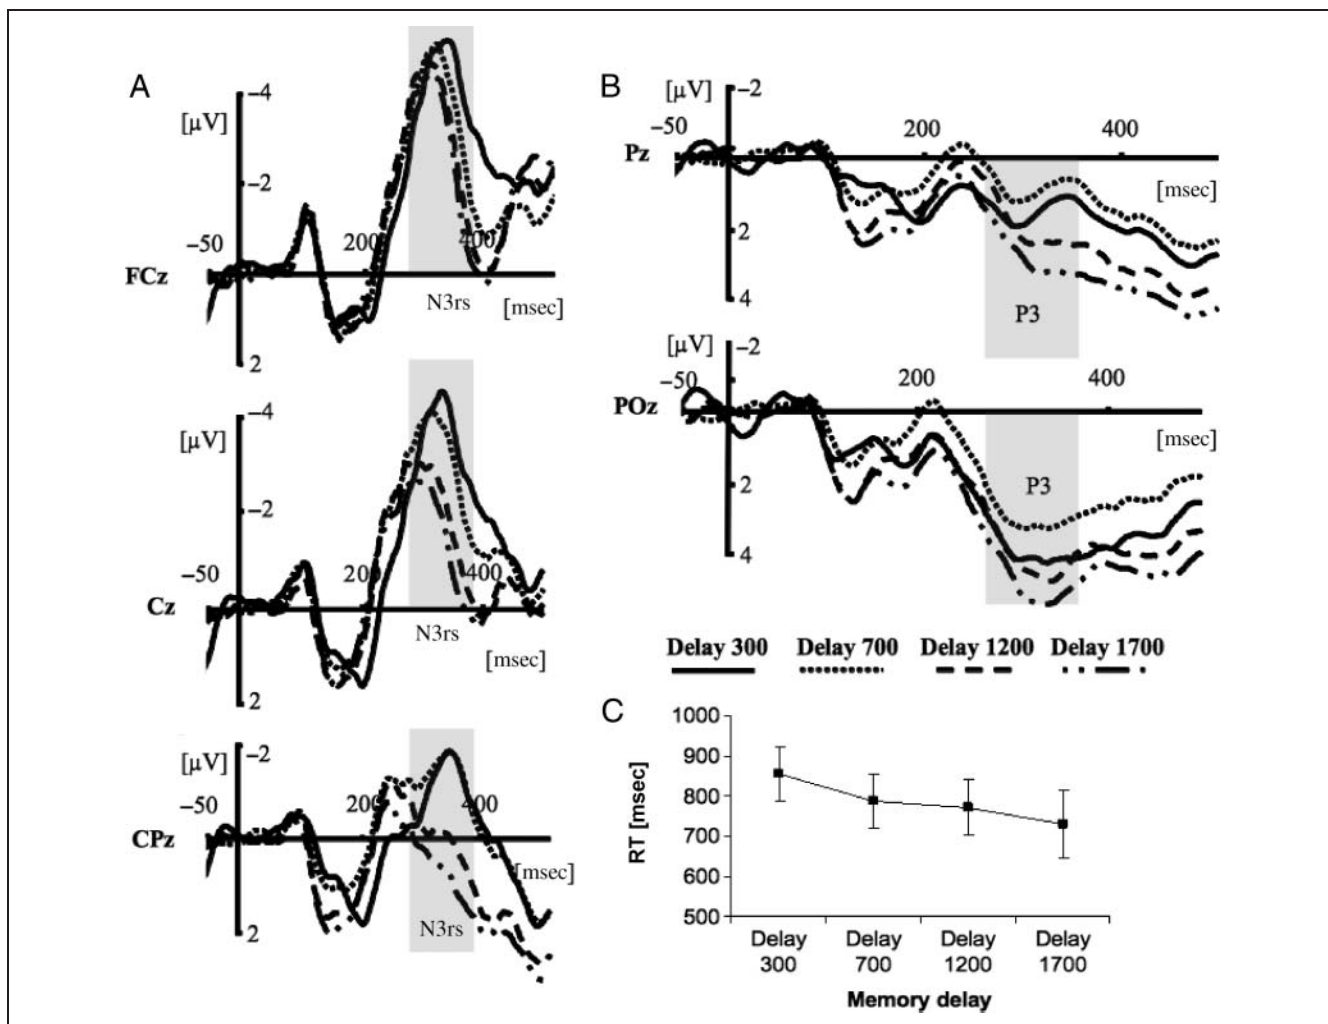 A
−4
[μV]
−2
−50
200
400
FCz
N3rs
[msec]
2
−4
[μV]
−2
−50
200
400
Cz
N3rs
[msec]
2
−2
[μV]
−50
200
400
CPz
[msec]
N3rs
2
B
[μV]
−2
−50
200
400
Pz
[msec]
2
4
P3
[μV]
−2
−50
200
400
POz
[msec]
2
P3
4
Delay 300 Delay 700 Delay 1200 Delay 1700
C
1000
900
800
700
600
500
RT [msec]
Delay 300
Delay 700
Delay 1200
Delay 1700
Memory delay